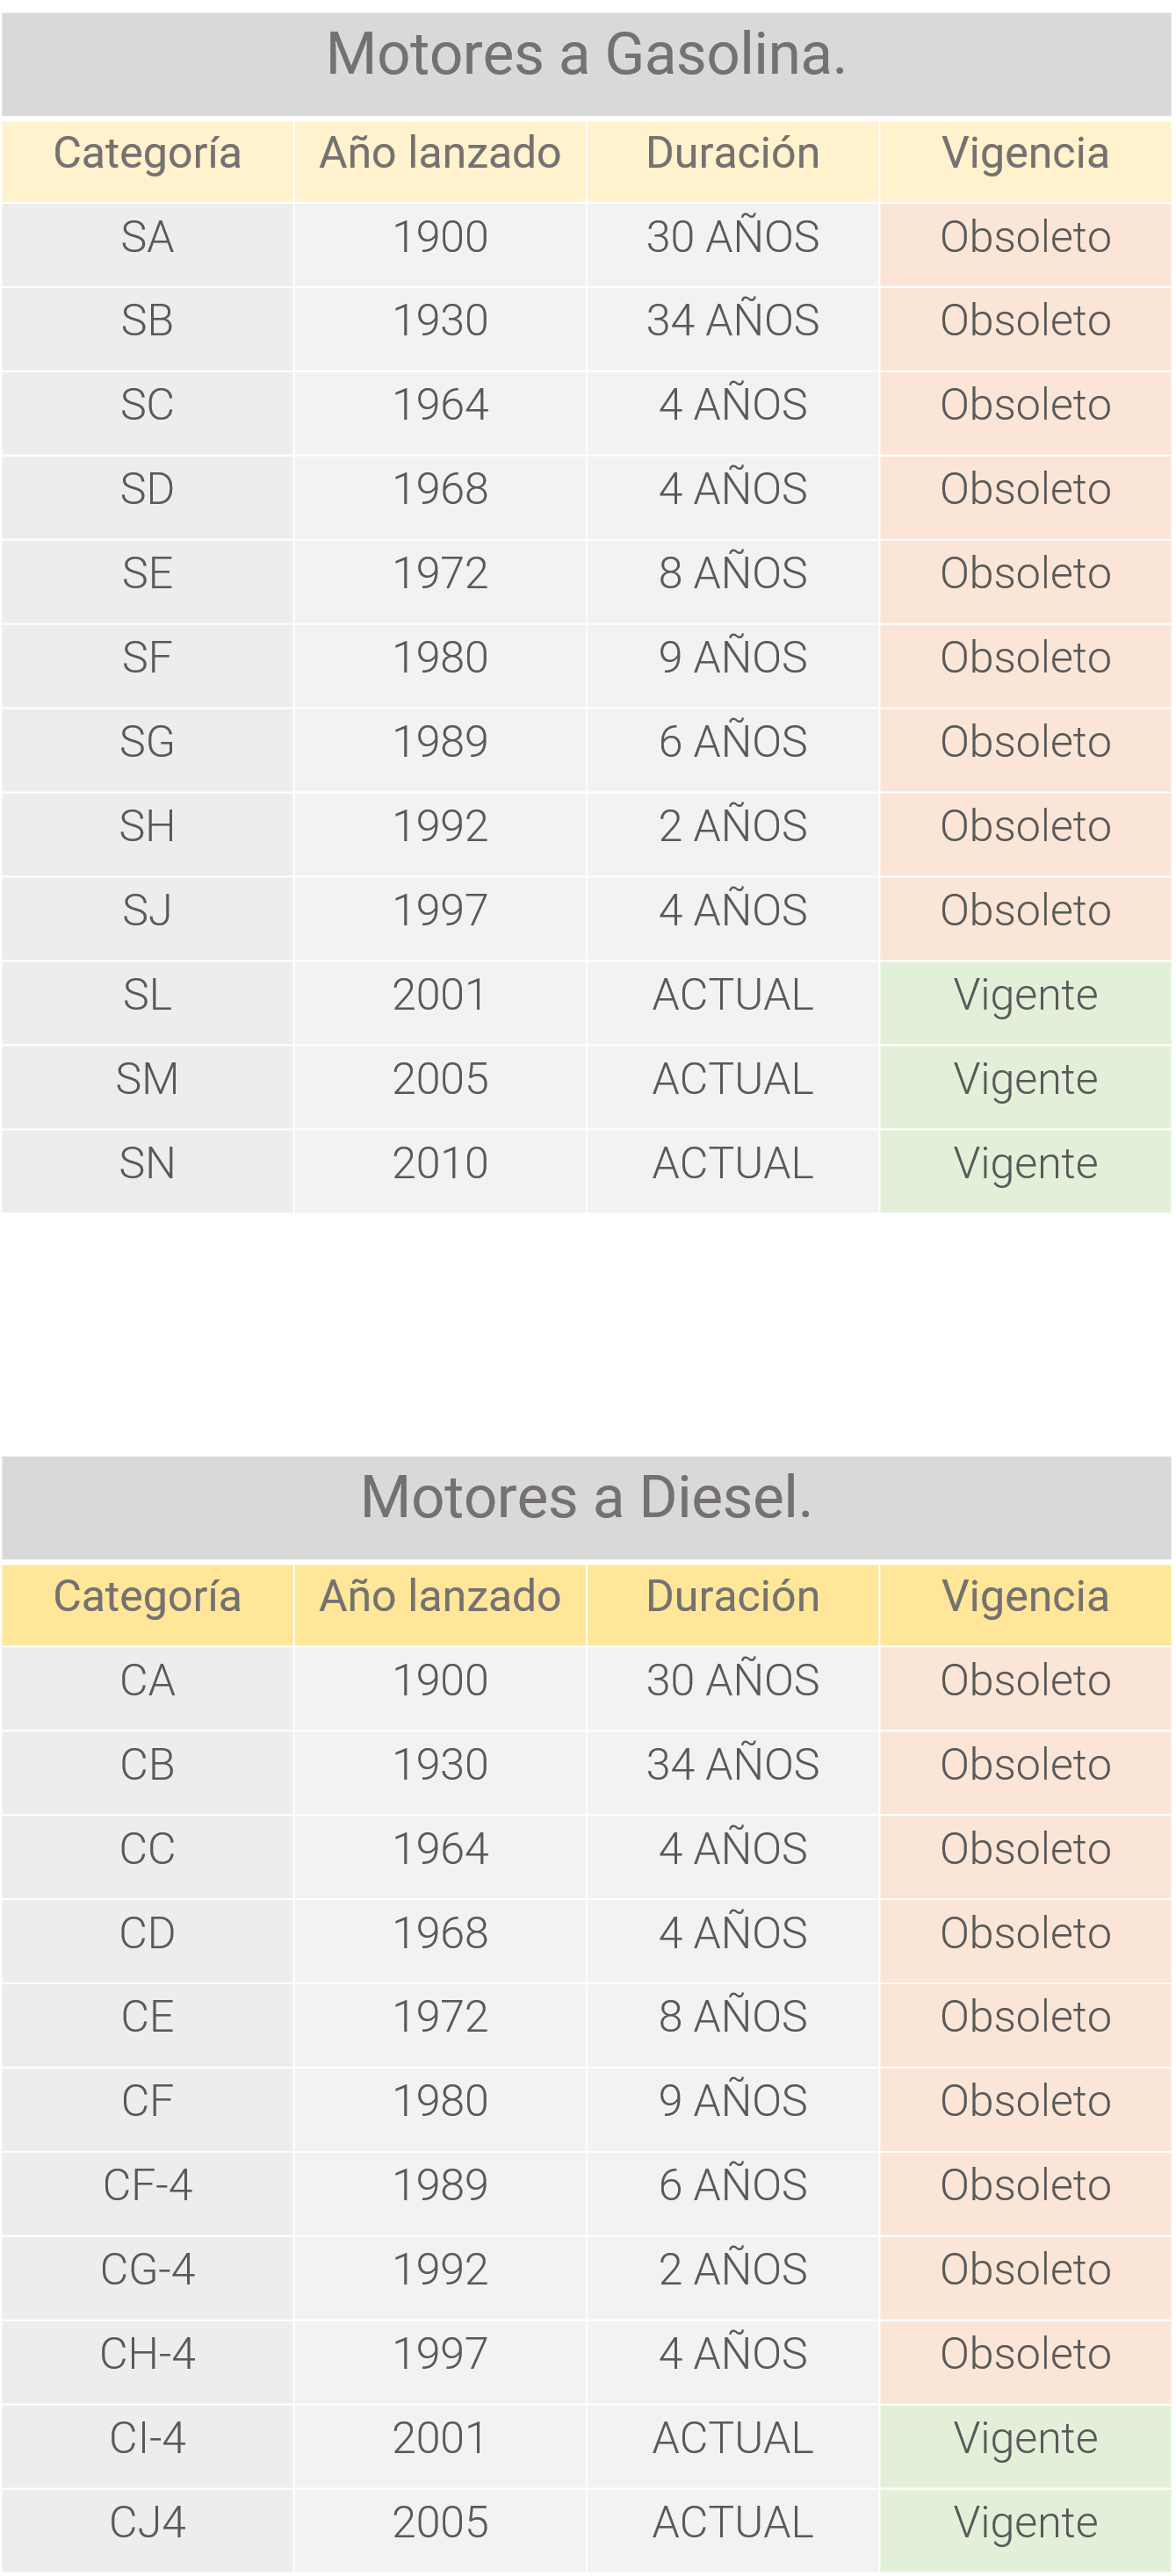 Motores a Gasolina.
Categoría Año lanzado Duración Vigencia
SA 1900 30 AÑOS Obsoleto
SB 1930 34 AÑOS Obsoleto
SC 1964 4 AÑOS Obsoleto
SD 1968 4 AÑOS Obsoleto
SE 1972 8 AÑOS Obsoleto
SF 1980 9 AÑOS Obsoleto
SG 1989 6 AÑOS Obsoleto
SH 1992 2 AÑOS Obsoleto
SJ 1997 4 AÑOS Obsoleto
SL 2001 ACTUAL Vigente
SM 2005 ACTUAL Vigente
SN 2010 ACTUAL Vigente
Motores a Diesel.
Categoría Año lanzado Duración Vigencia
CA 1900 30 AÑOS Obsoleto
CB 1930 34 AÑOS Obsoleto
CC 1964 4 AÑOS Obsoleto
CD 1968 4 AÑOS Obsoleto
CE 1972 8 AÑOS Obsoleto
CF 1980 9 AÑOS Obsoleto
CF-4 1989 6 AÑOS Obsoleto
CG-4 1992 2 AÑOS Obsoleto
CH-4 1997 4 AÑOS Obsoleto
CI-4 2001 ACTUAL Vigente
CJ4 2005 ACTUAL Vigente